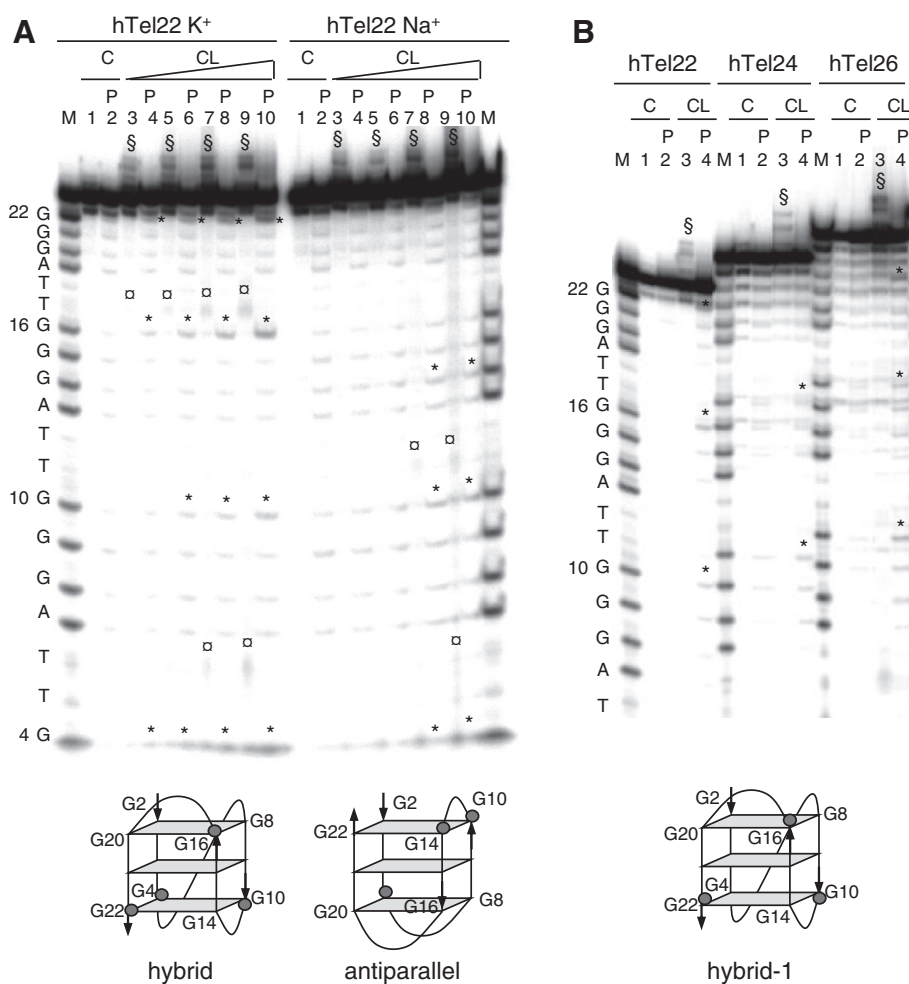 A
hTel22 K+
hTel22 Na+
C
CL
C
CL
P P P P P
M 1 2 3 4 5 6 7 8 9 10
P P P P P
1 2 3 4 5 6 7 8 9 10 M
§ § § §
§ § § §
22 G
G
G
A
T
T
16 G
G
G
A
T
T
10 G
G
G
A
T
T
4 G
* * * *
¤ ¤ ¤ ¤
* * * *
* * *
¤ ¤
* * * *
* *
¤ ¤
* *
¤
* *
G2
G8
G20
G16
G4
G10
G22
G14
hybrid
G2
G10
G22
G14
G20
G16
G8
antiparallel
B
hTel22 hTel24 hTel26
C CL C CL C CL
P P P P P P
M 1 2 3 4 M 1 2 3 4 M 1 2 3 4
§ § §
22 G
G
G
A
T
T
16 G
G
G
A
T
T
10 G
G
G
A
T
* * *
* * *
* *
G2
G8
G20
G16
G4
G10
G22
G14
hybrid-1